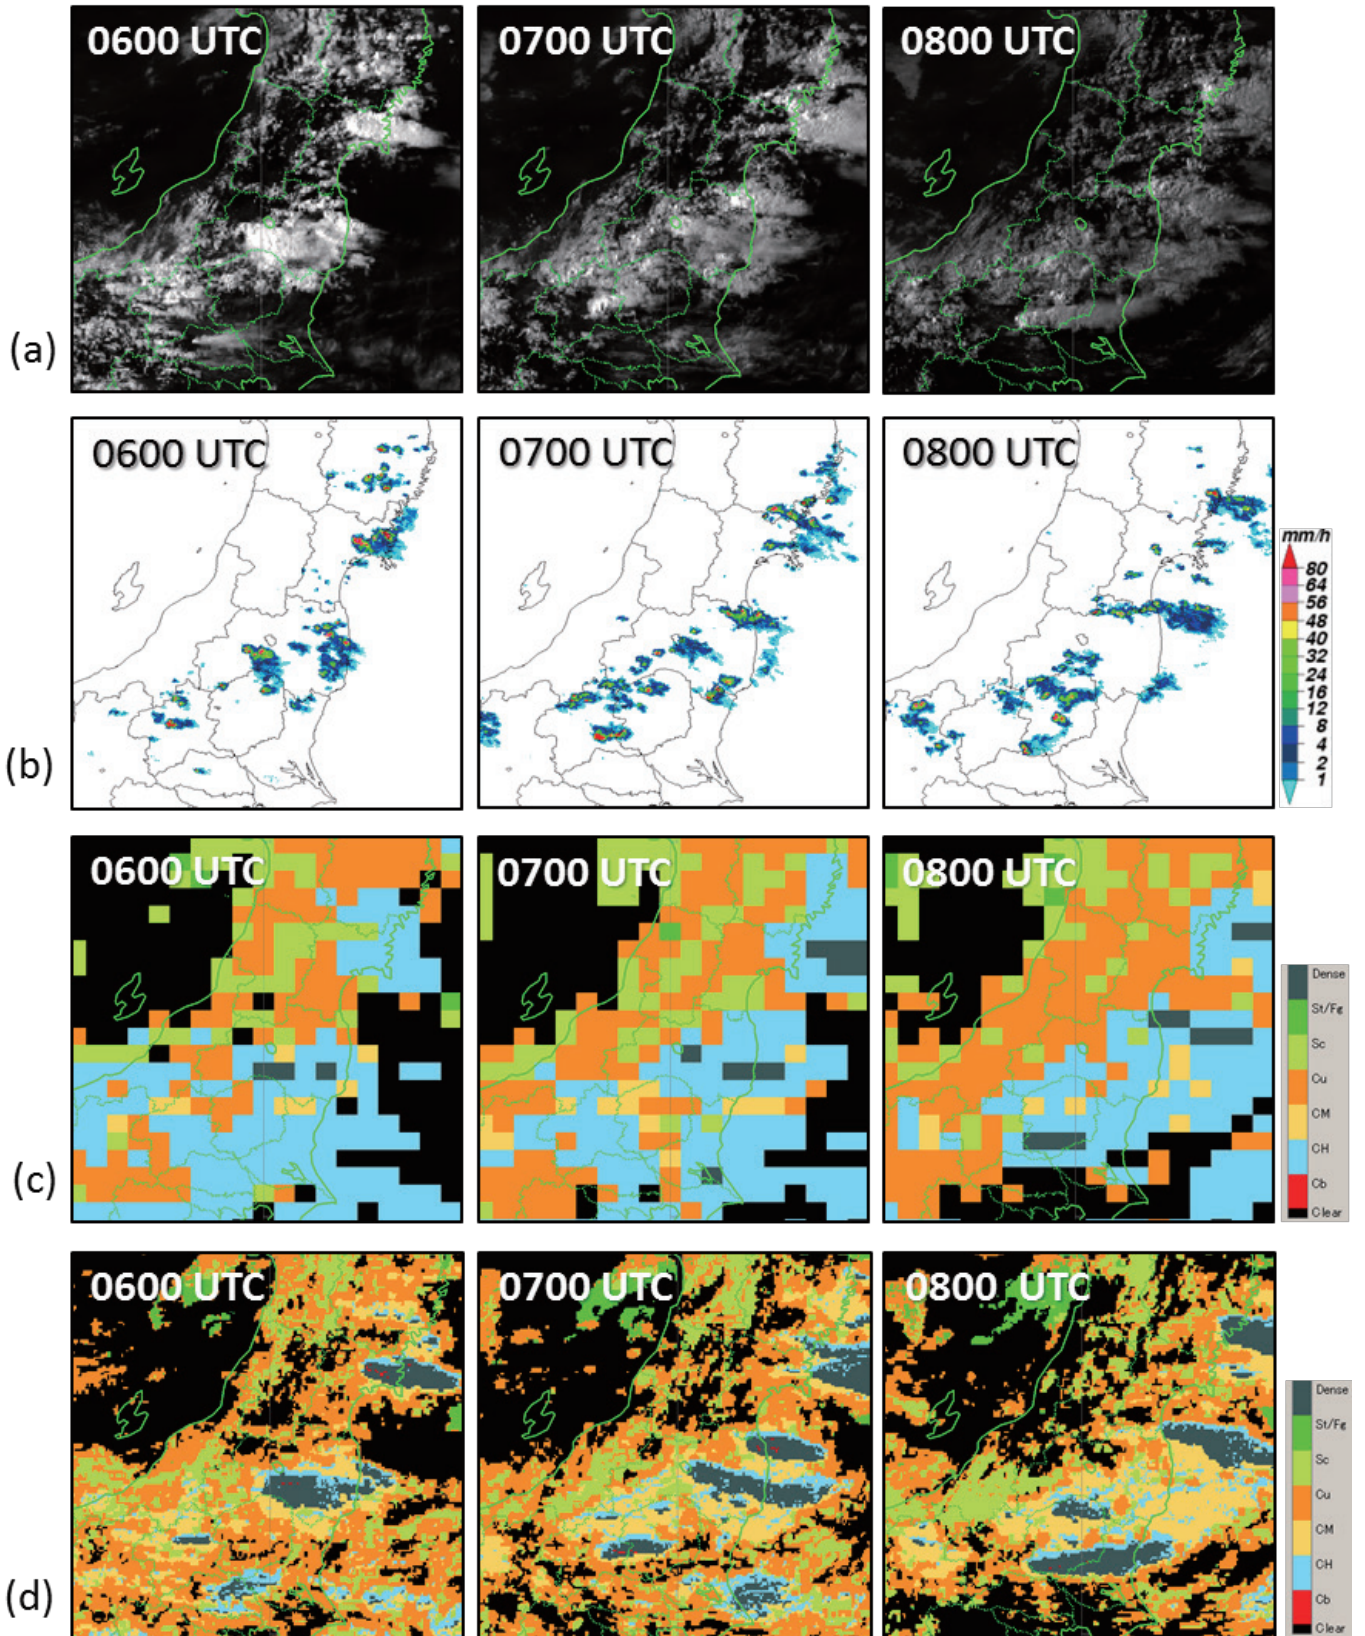 0600 UTC
0700 UTC
0800 UTC
(a)
0600 UTC
0700 UTC
0800 UTC
mm/h
80
64
56
48
40
32
24
16
12
8
4
2
1
(b)
0600 UTC
0700 UTC
0800 UTC
Dense
St/Fg
Sc
Cu
CM
CH
Cb
Clear
(c)
0600 UTC
0700 UTC
0800 UTC
Dense
St/Fg
Sc
Cu
CM
CH
Cb
Clear
(d)